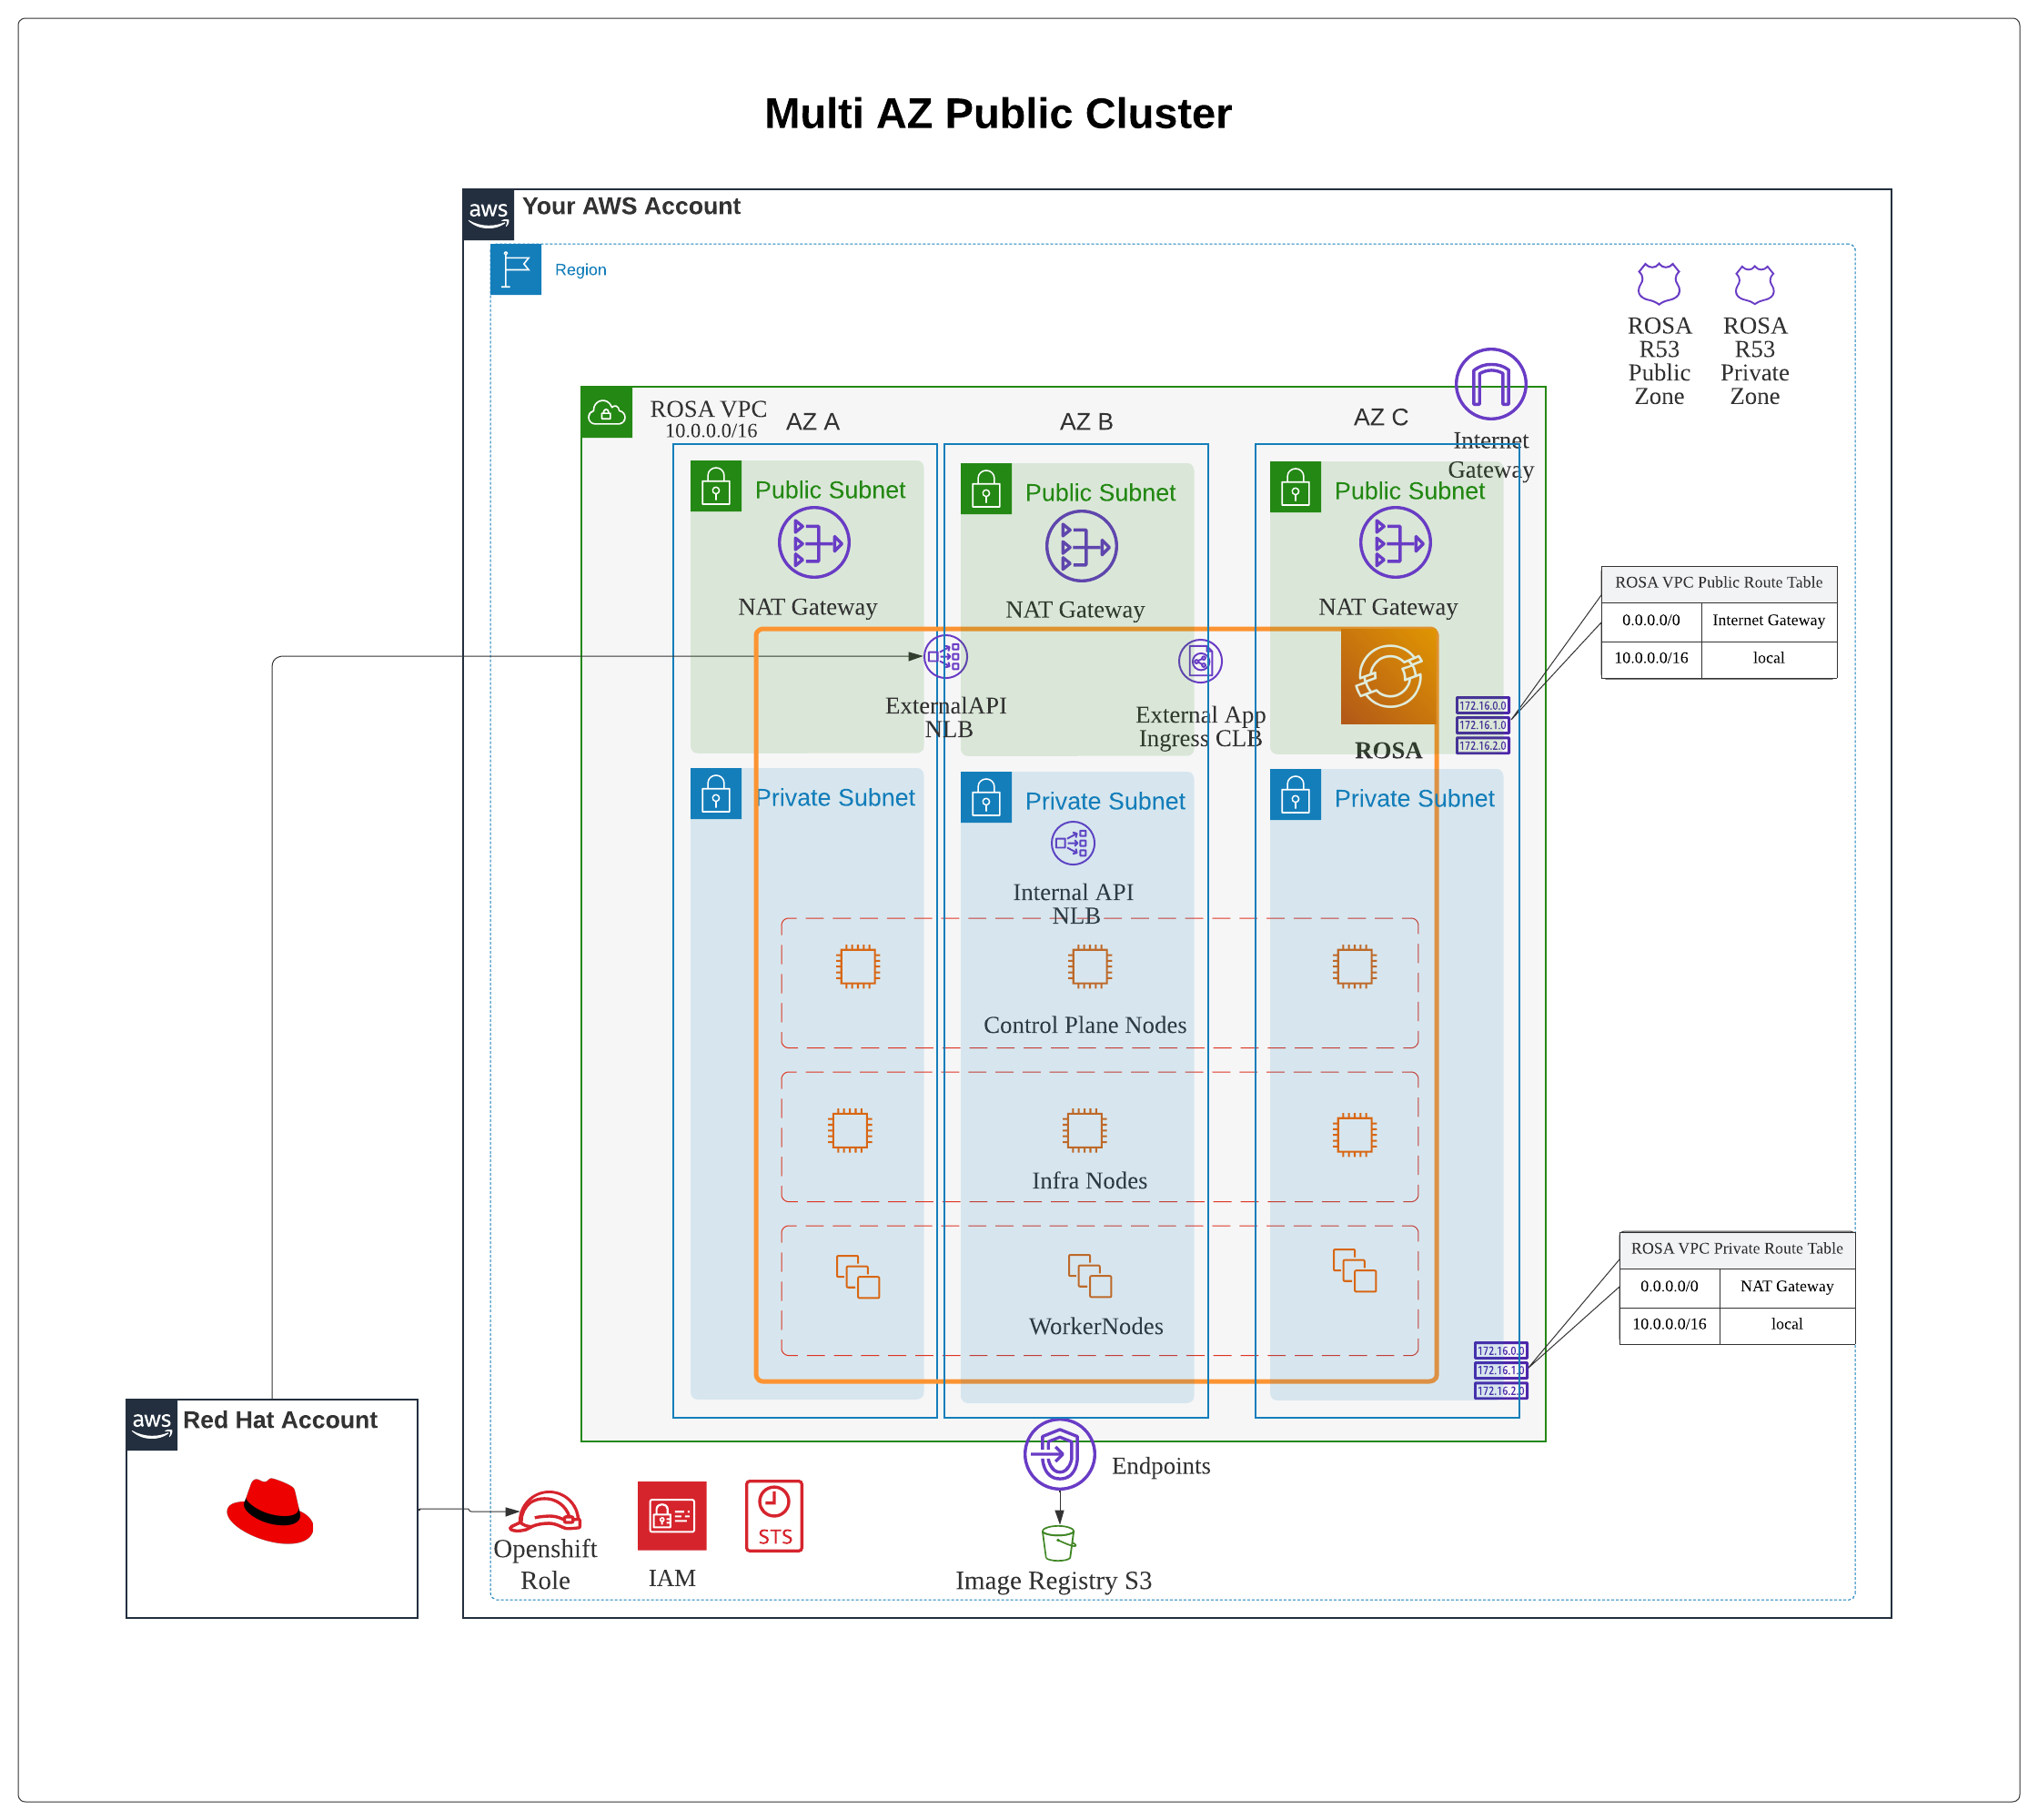 Multi AZ Public Cluster
aws
Your AWS Account
Region
ROSA
R53
Public
Zone
ROSA
R53
Private
Zone
ROSA VPC
10.0.0.0/16
AZ A
AZ B
AZ C
Internet
Gateway
Public Subnet
Public Subnet
Public Subnet
NAT Gateway
NAT Gateway
NAT Gateway
ROSA VPC Public Route Table
0.0.0.0/0 Internet Gateway
10.0.0.0/16 local
ExternalAPI
NLB
External App
Ingress CLB
ROSA
172.16.0.0
172.16.1.0
172.16.2.0
Private Subnet
Private Subnet
Private Subnet
Internal API
NLB
Control Plane Nodes
Infra Nodes
WorkerNodes
ROSA VPC Private Route Table
0.0.0.0/0 NAT Gateway
10.0.0.0/16 local
172.16.0.0
172.16.1.0
172.16.2.0
aws
Red Hat Account
Endpoints
Openshift
Role
IAM
STS
Image Registry S3